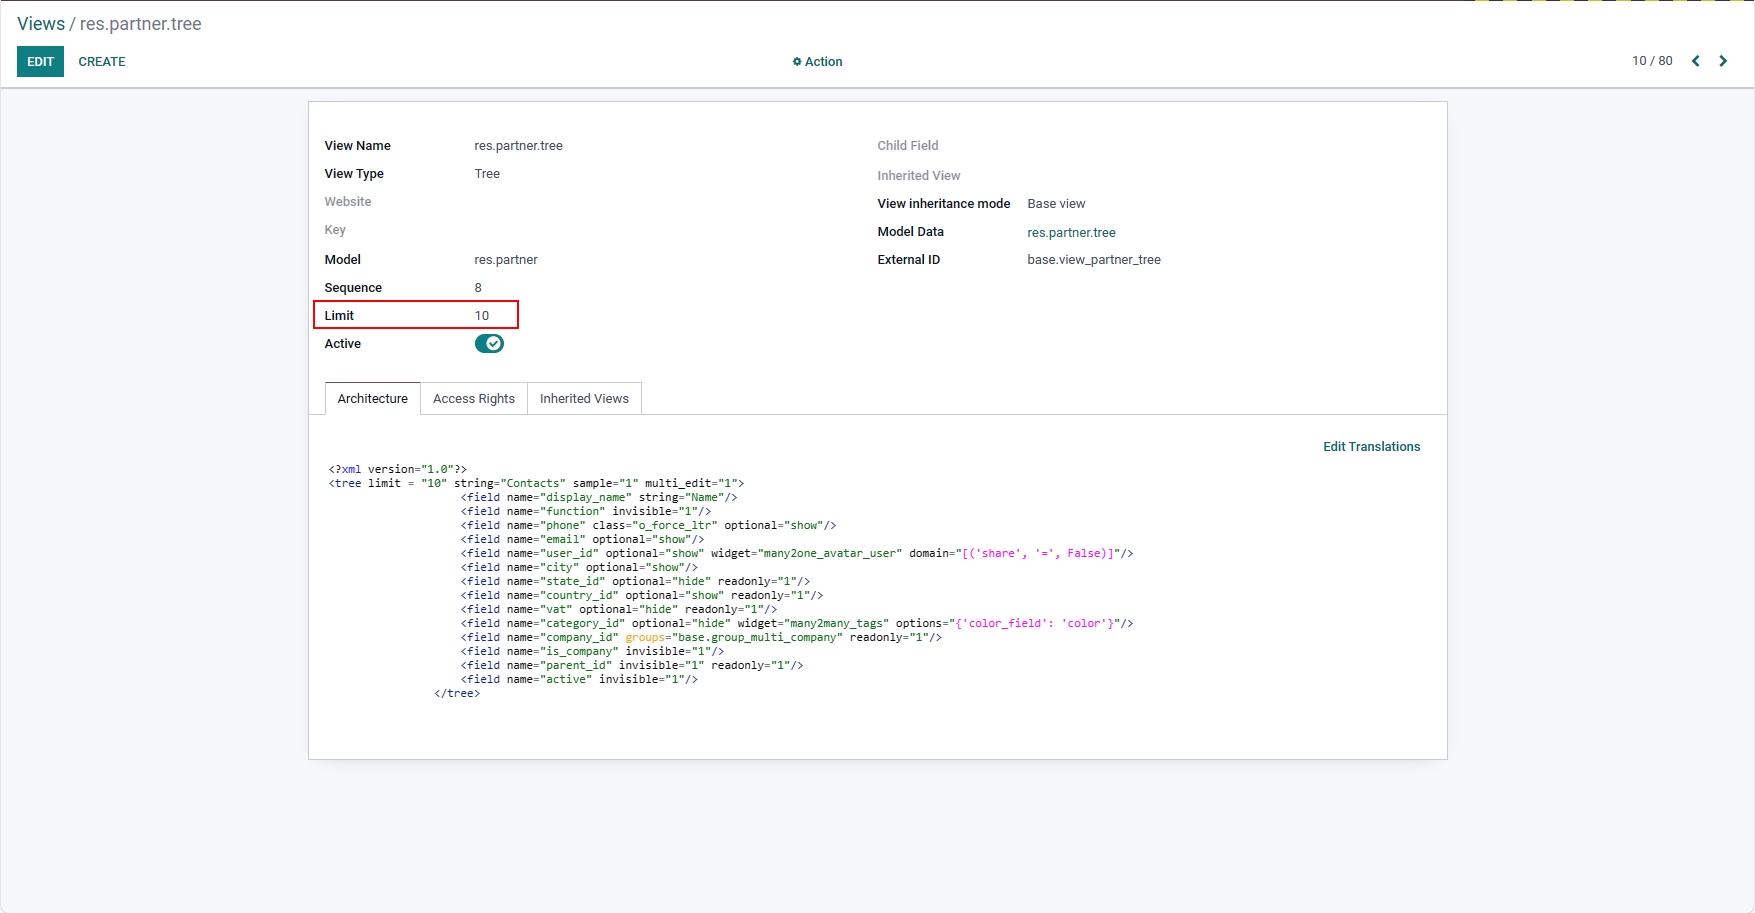 Views / res.partner.tree
EDIT CREATE Action 10 / 80
View Name res.partner.tree
View Type Tree
Website
Key
Model res.partner
Sequence 8
Limit 10
Active
Child Field
Inherited View
View inheritance mode Base view
Model Data res.partner.tree
External ID base.view_partner_tree
Architecture Access Rights Inherited Views
Edit Translations
<?xml version="1.0"?>
<tree limit = "10" string="Contacts" sample="1" multi_edit="1">
<field name="display_name" string="Name"/>
<field name="function" invisible="1"/>
<field name="phone" class="o_force_ltr" optional="show"/>
<field name="email" optional="show"/>
<field name="user_id" optional="show" widget="many2one_avatar_user" domain="[('share', '=', False)]"/>
<field name="city" optional="show"/>
<field name="state_id" optional="hide" readonly="1"/>
<field name="country_id" optional="show" readonly="1"/>
<field name="vat" optional="hide" readonly="1"/>
<field name="category_id" optional="hide" widget="many2many_tags" options="{'color_field': 'color'}"/>
<field name="company_id" groups="base.group_multi_company" readonly="1"/>
<field name="is_company" invisible="1"/>
<field name="parent_id" invisible="1" readonly="1"/>
<field name="active" invisible="1"/>
</tree>